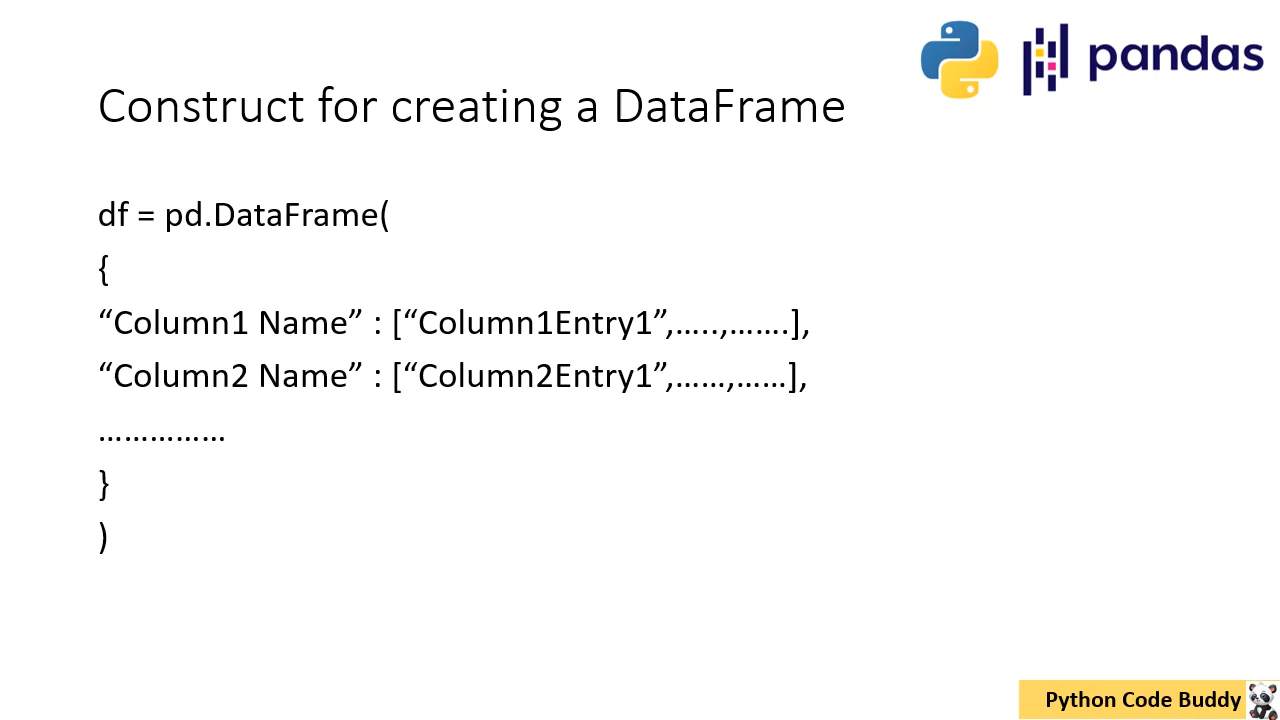 pandas
Construct for creating a DataFrame
df = pd.DataFrame(
{
“Column1 Name” : [“Column1Entry1”,…..,…….],
“Column2 Name” : [“Column2Entry1”,……,……],
……………
}
)
Python Code Buddy